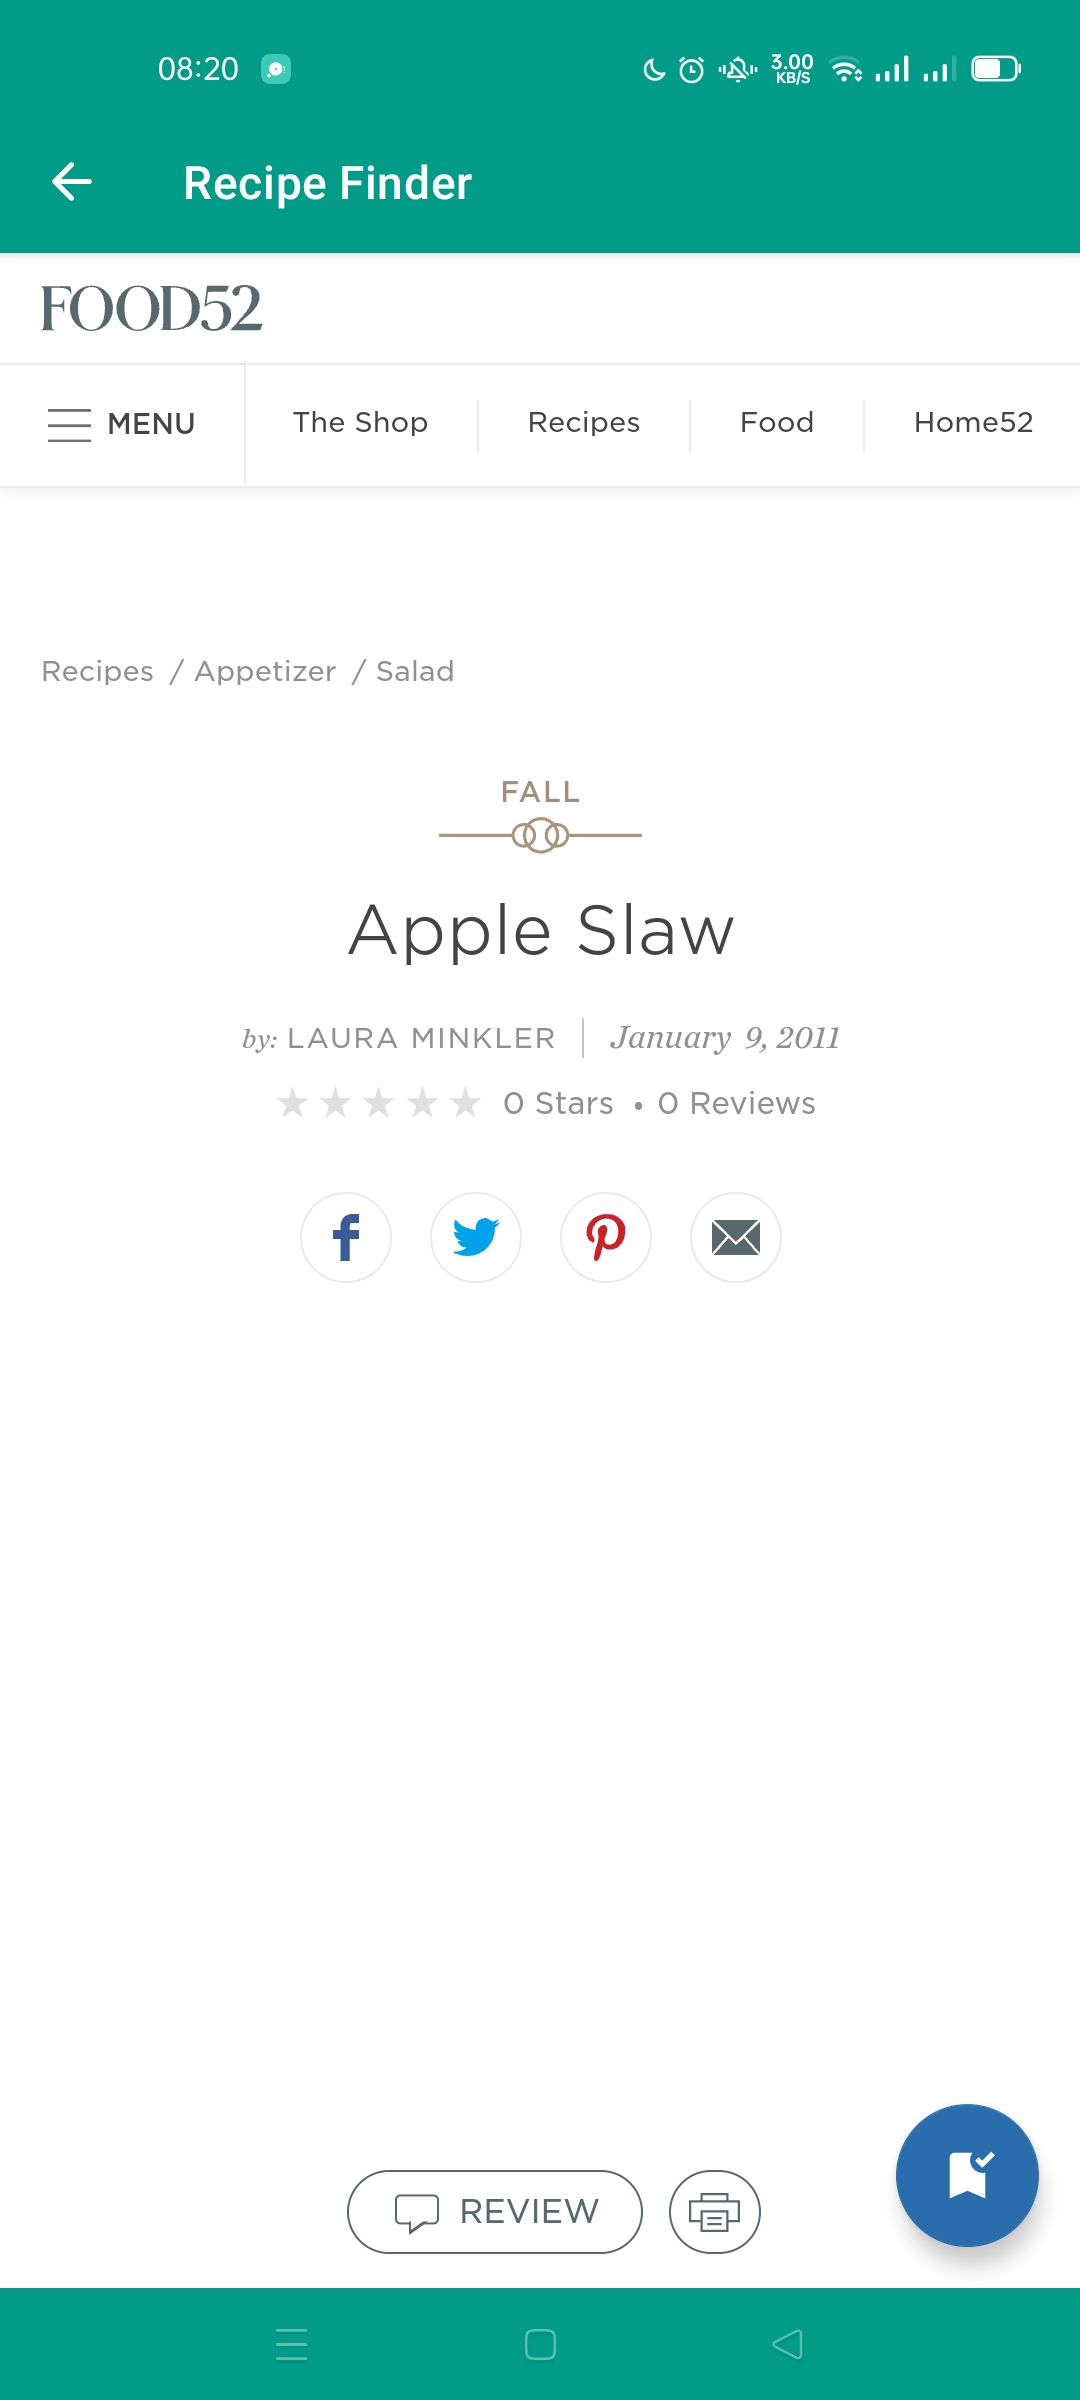 08:20
3.00
KB/S
Recipe Finder
FOOD52
MENU
The Shop
Recipes
Food
Home52
Recipes / Appetizer / Salad
FALL
Apple Slaw
by: LAURA MINKLER
January 9, 2011
0 Stars • 0 Reviews
REVIEW